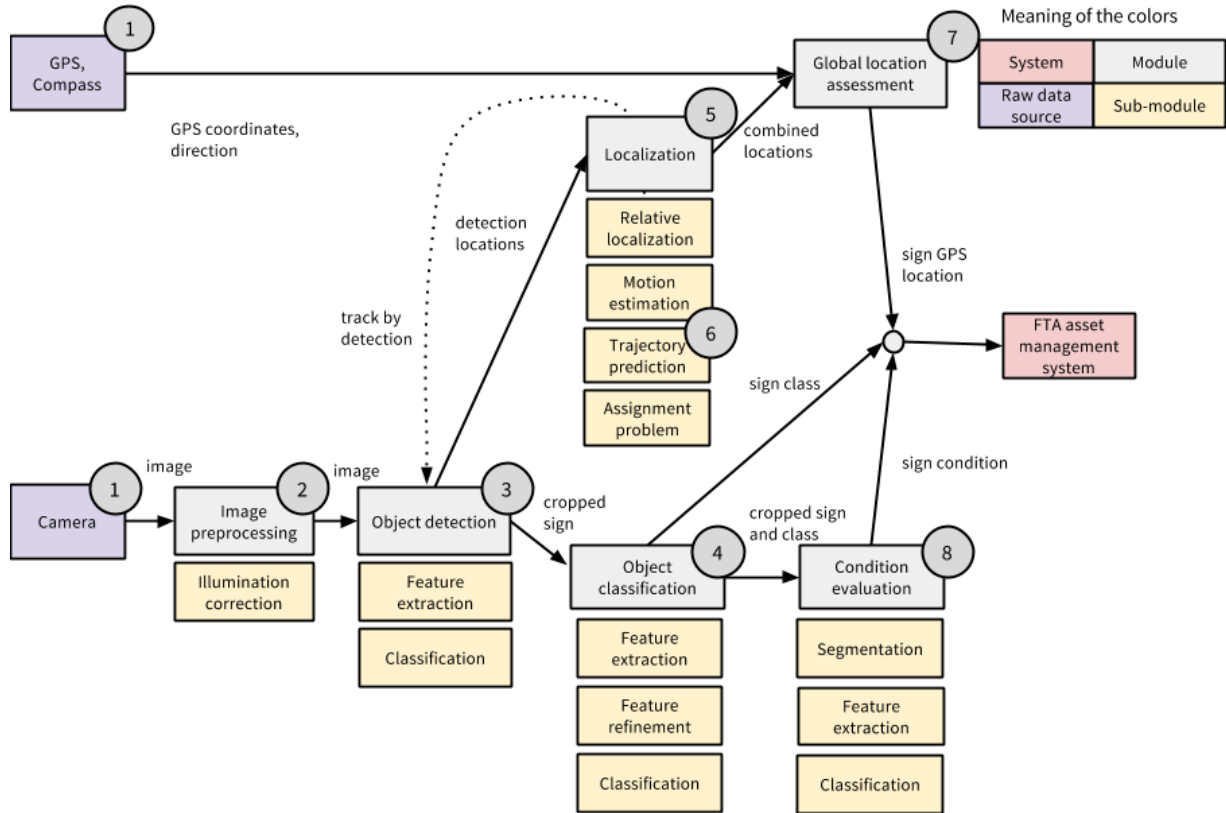 Meaning of the colors
System
Module
Raw data
source
Sub-module
1
GPS,
Compass
GPS coordinates,
direction
7
Global location
assessment
5
Localization
combined
locations
Relative
localization
Motion
estimation
6
Trajectory
prediction
Assignment
problem
detection
locations
track by
detection
sign GPS
location
FTA asset
management
system
sign class
sign condition
1
Camera
image
2
Image
preprocessing
Illumination
correction
image
3
Object detection
Feature
extraction
Classification
cropped
sign
4
Object
classification
Feature
extraction
Feature
refinement
Classification
cropped sign
and class
8
Condition
evaluation
Segmentation
Feature
extraction
Classification